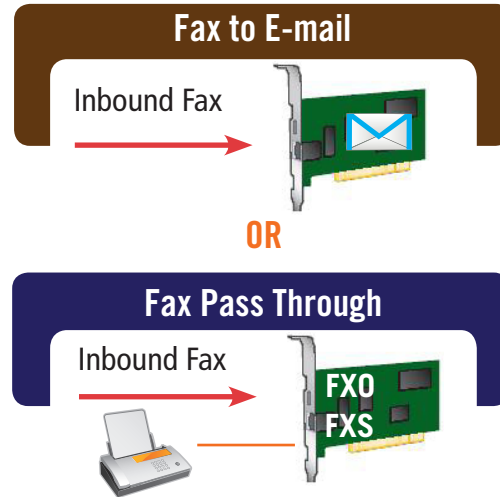 Fax to E-mail
Inbound Fax
OR
Fax Pass Through
Inbound Fax
FXO
FXS